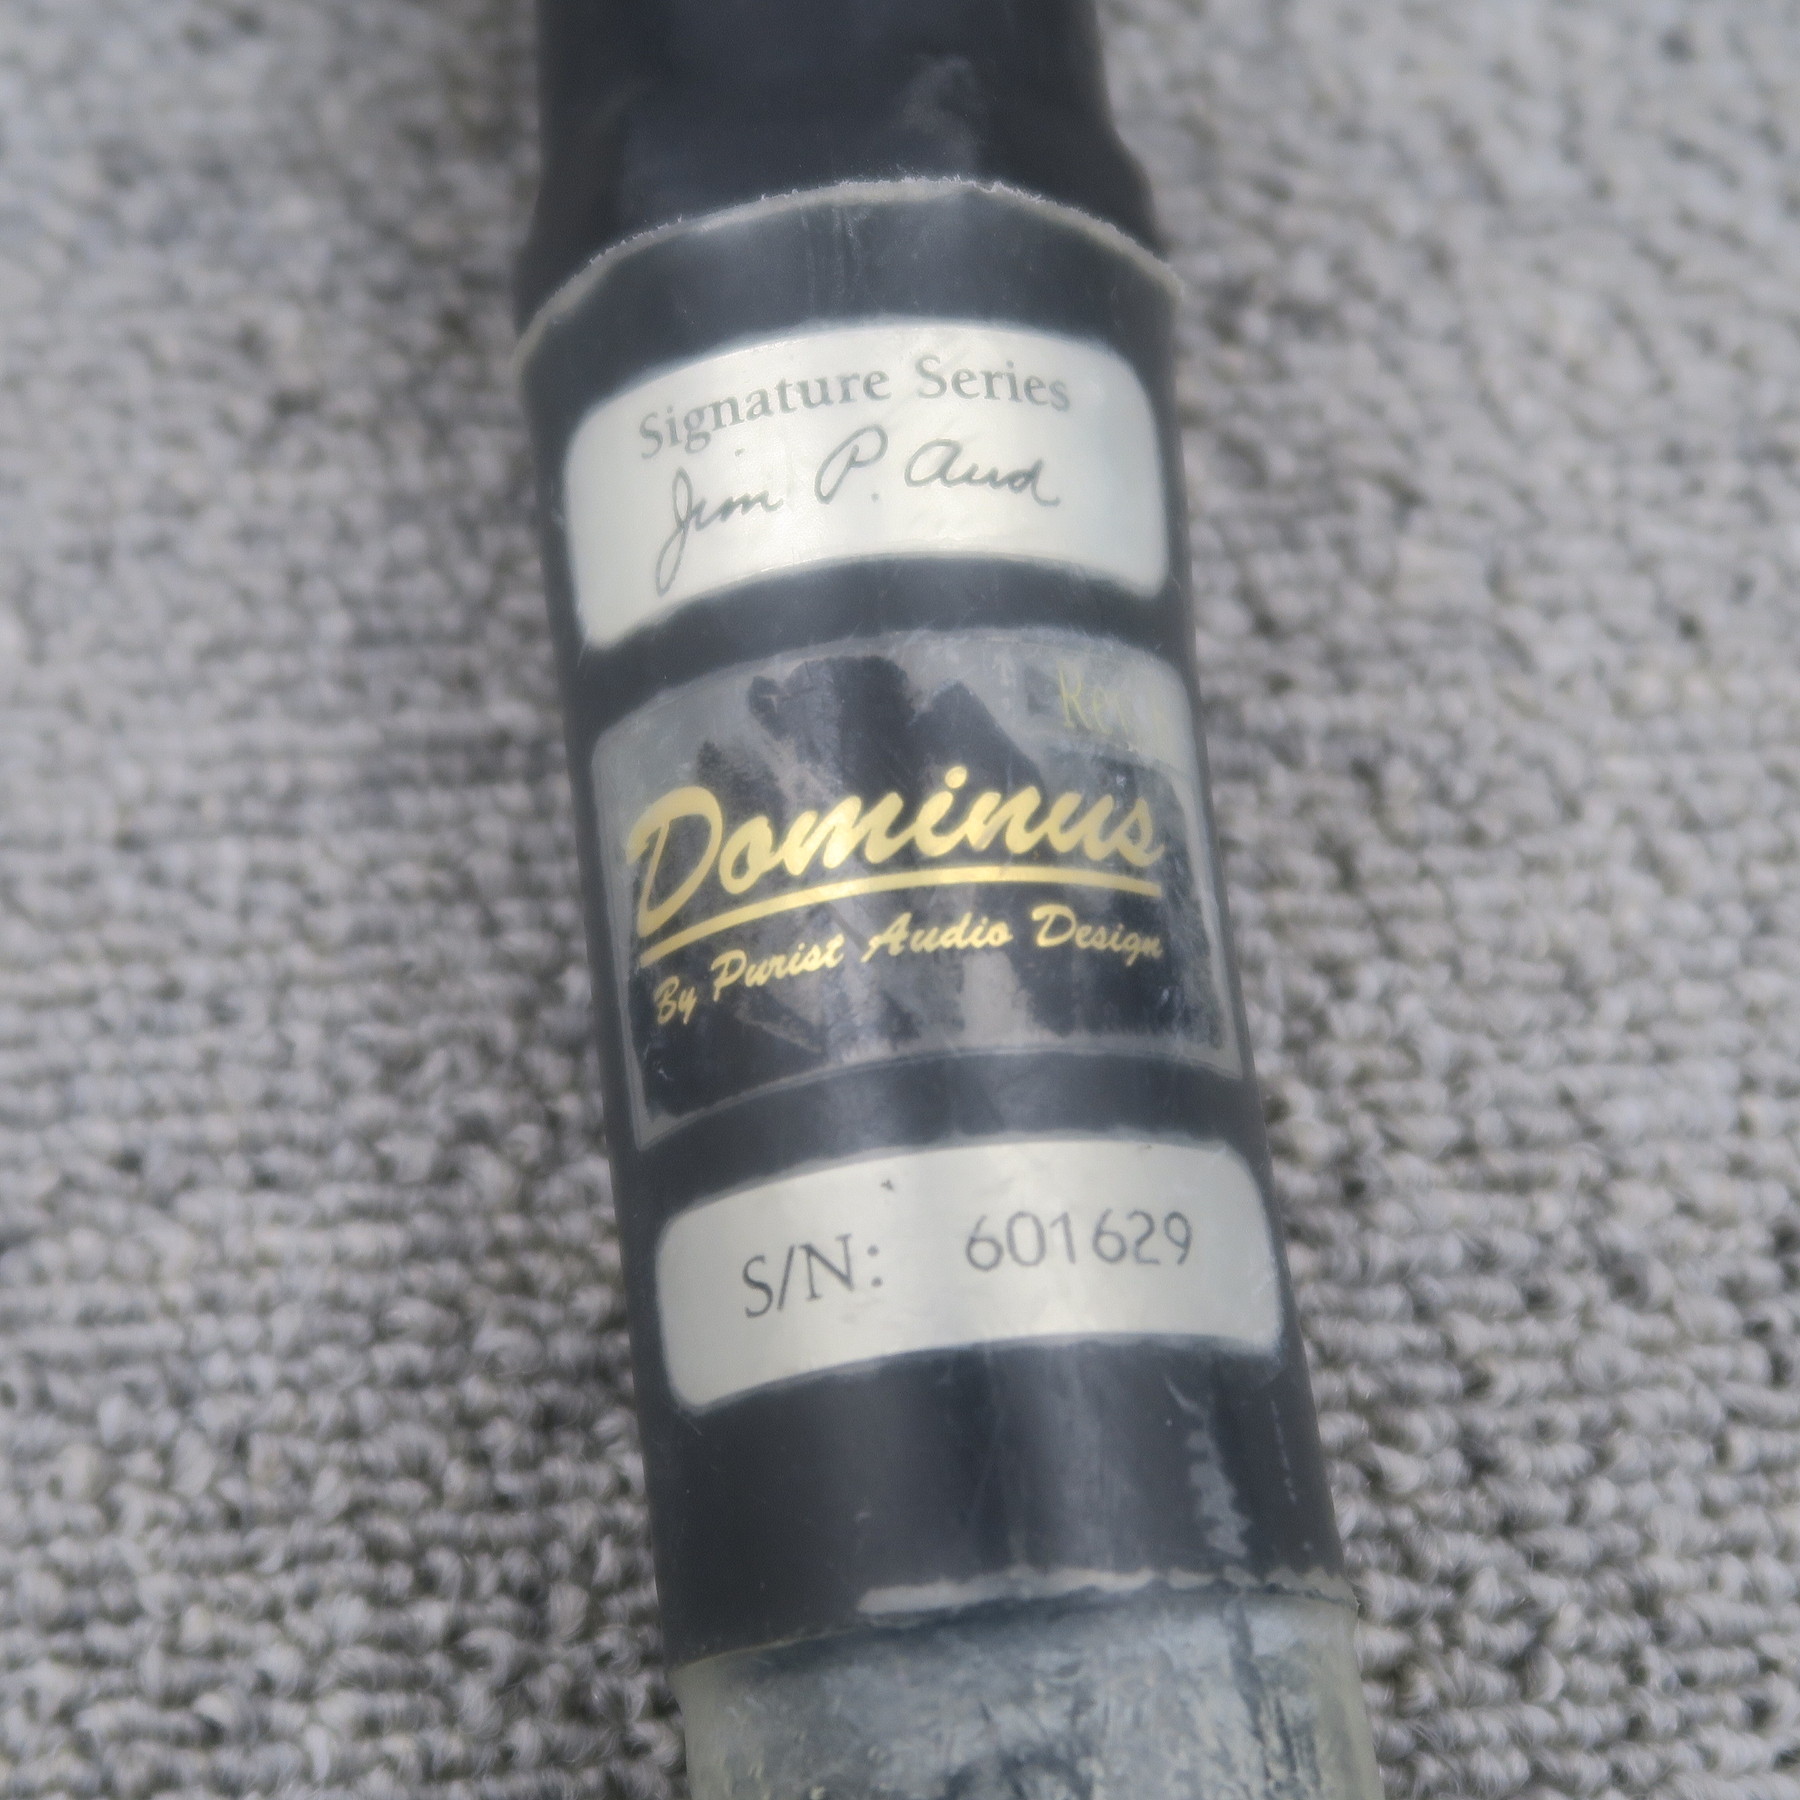 Signature Series
Jim P. Aud
Dominus
By Purist Audio Design
S/N: 601629